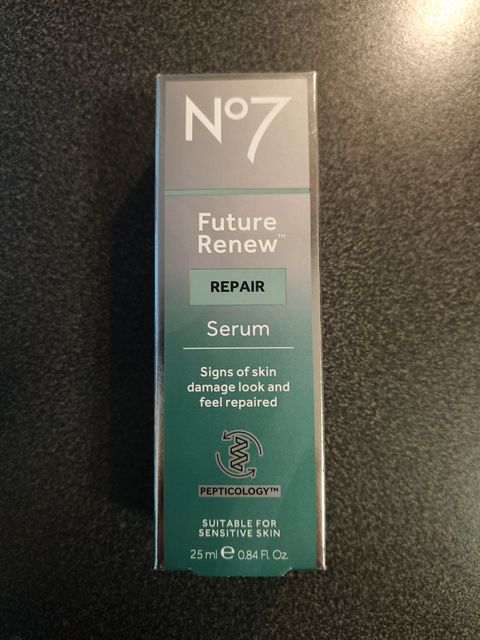 No7
Future
Renew™
REPAIR
Serum
Signs of skin
damage look and
feel repaired
PEPTICOLOGY™
SUITABLE FOR
SENSITIVE SKIN
25 ml ℮ 0.84 Fl. Oz.